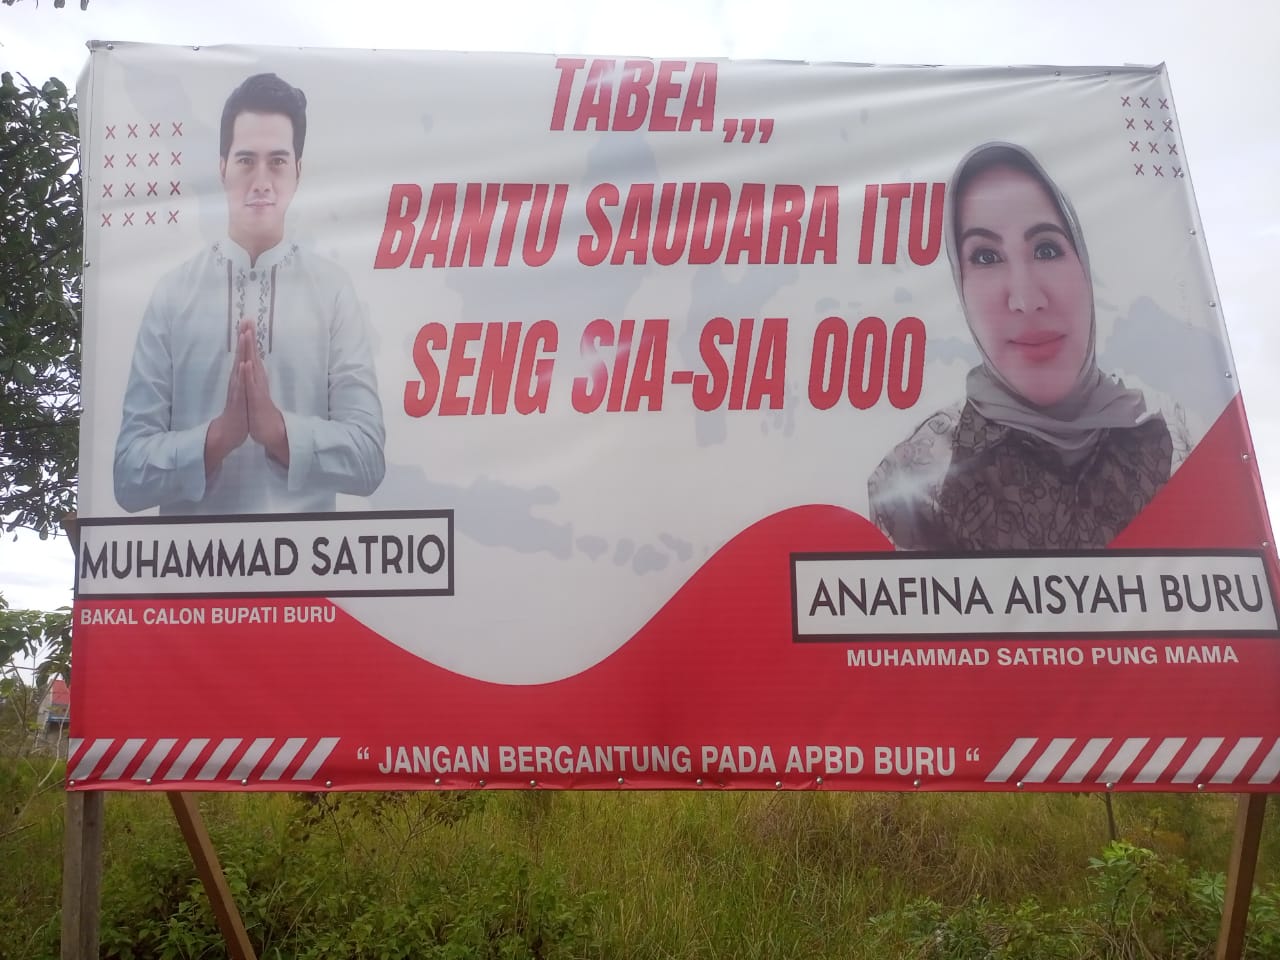 TABEA,,,
BANTU SAUDARA ITU
SENG SIA-SIA OOO
MUHAMMAD SATRIO
BAKAL CALON BUPATI BURU
ANAFINA AISYAH BURU
MUHAMMAD SATRIO PUNG MAMA
“ JANGAN BERGANTUNG PADA APBD BURU “